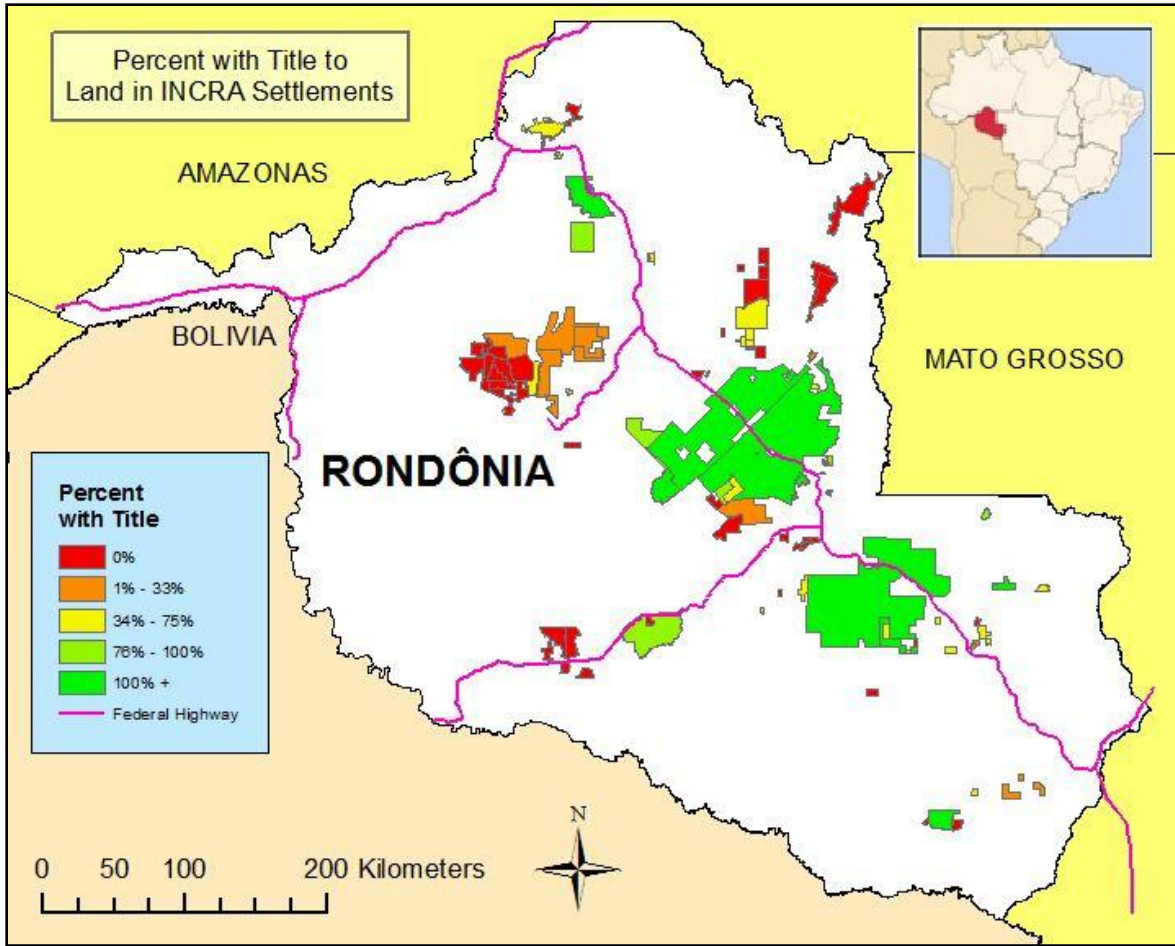 Percent with Title to
Land in INCRA Settlements
AMAZONAS
BOLIVIA
MATO GROSSO
RONDÔNIA
Percent
with Title
0%
1% - 33%
34% - 75%
76% - 100%
100% +
Federal Highway
N
0 50 100 200 Kilometers